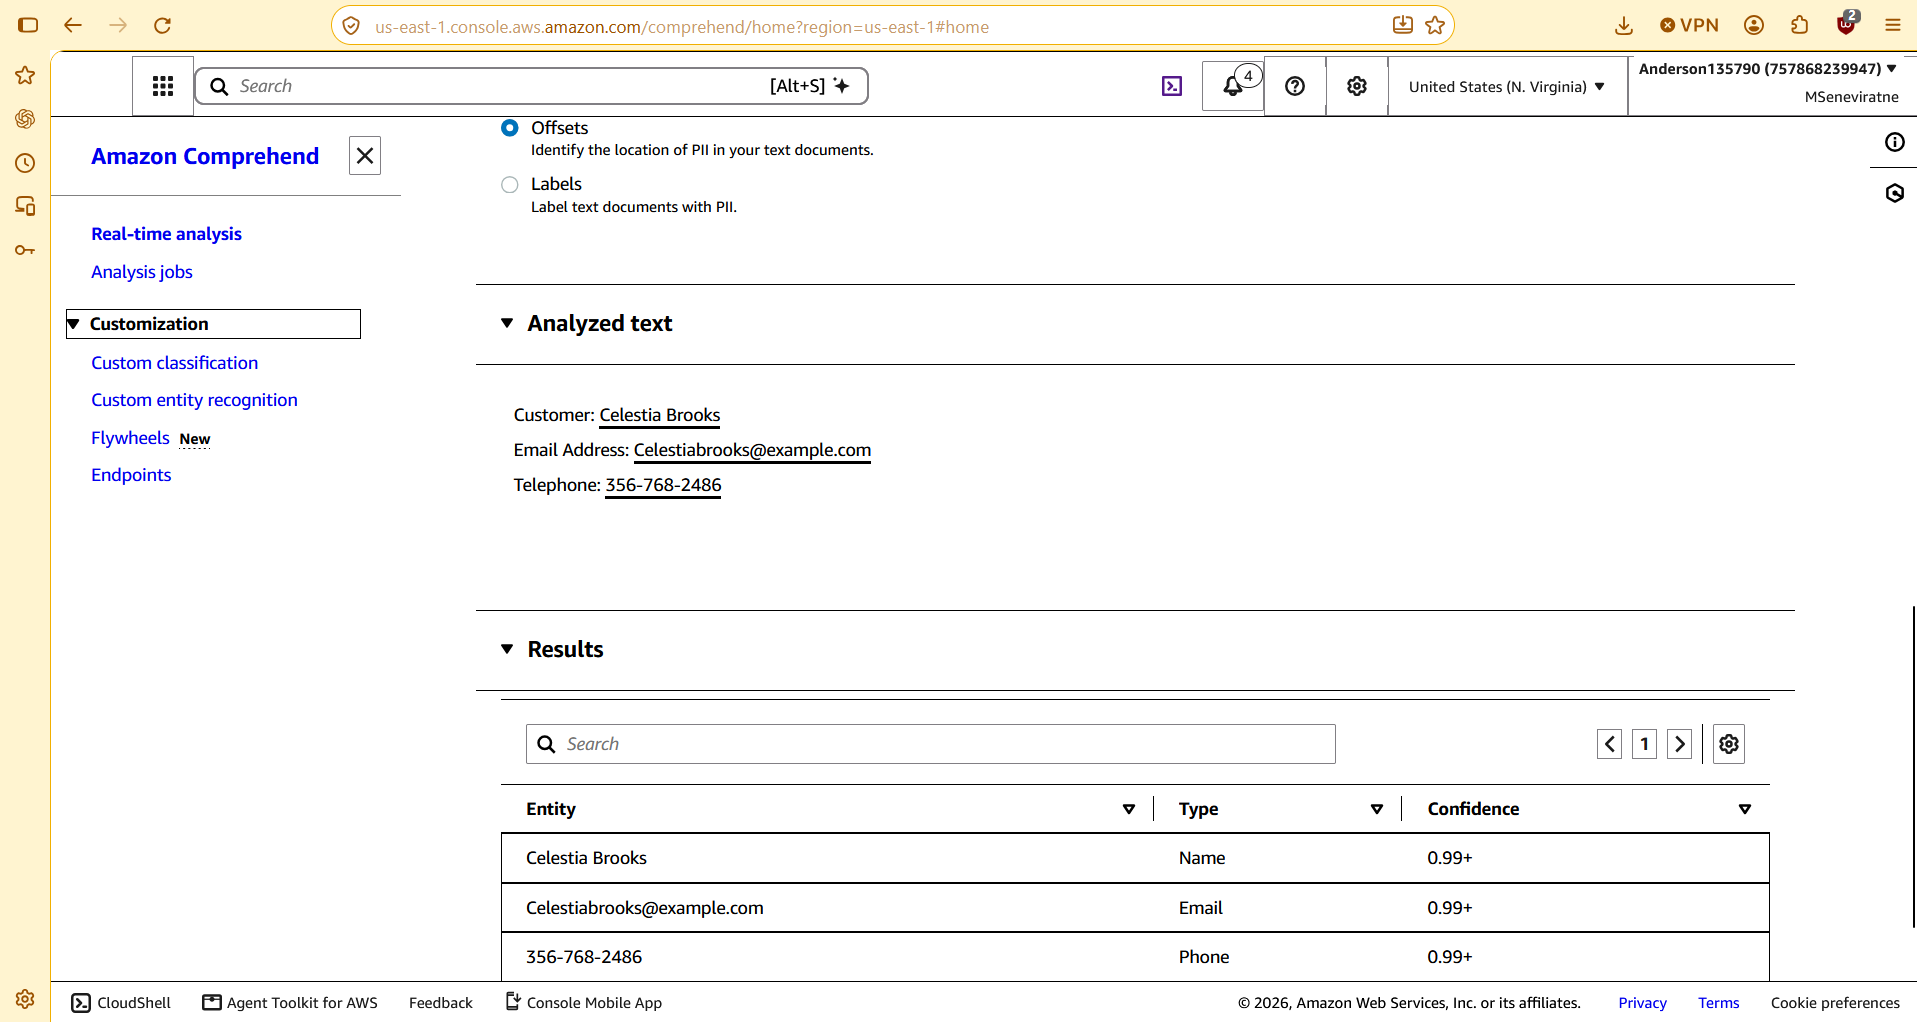 us-east-1.console.aws.amazon.com/comprehend/home?region=us-east-1#home
VPN
2
Search
[Alt+S]
4
United States (N. Virginia)
Anderson135790 (757868239947)
MSeneviratne
Amazon Comprehend
Real-time analysis
Analysis jobs
Customization
Custom classification
Custom entity recognition
Flywheels New
Endpoints
Offsets
Identify the location of PII in your text documents.
Labels
Label text documents with PII.
Analyzed text
Customer: Celestia Brooks
Email Address: Celestiabrooks@example.com
Telephone: 356-768-2486
Results
Search
1
Entity Type Confidence
Celestia Brooks Name 0.99+
Celestiabrooks@example.com Email 0.99+
356-768-2486 Phone 0.99+
CloudShell Agent Toolkit for AWS Feedback Console Mobile App © 2026, Amazon Web Services, Inc. or its affiliates. Privacy Terms Cookie preferences